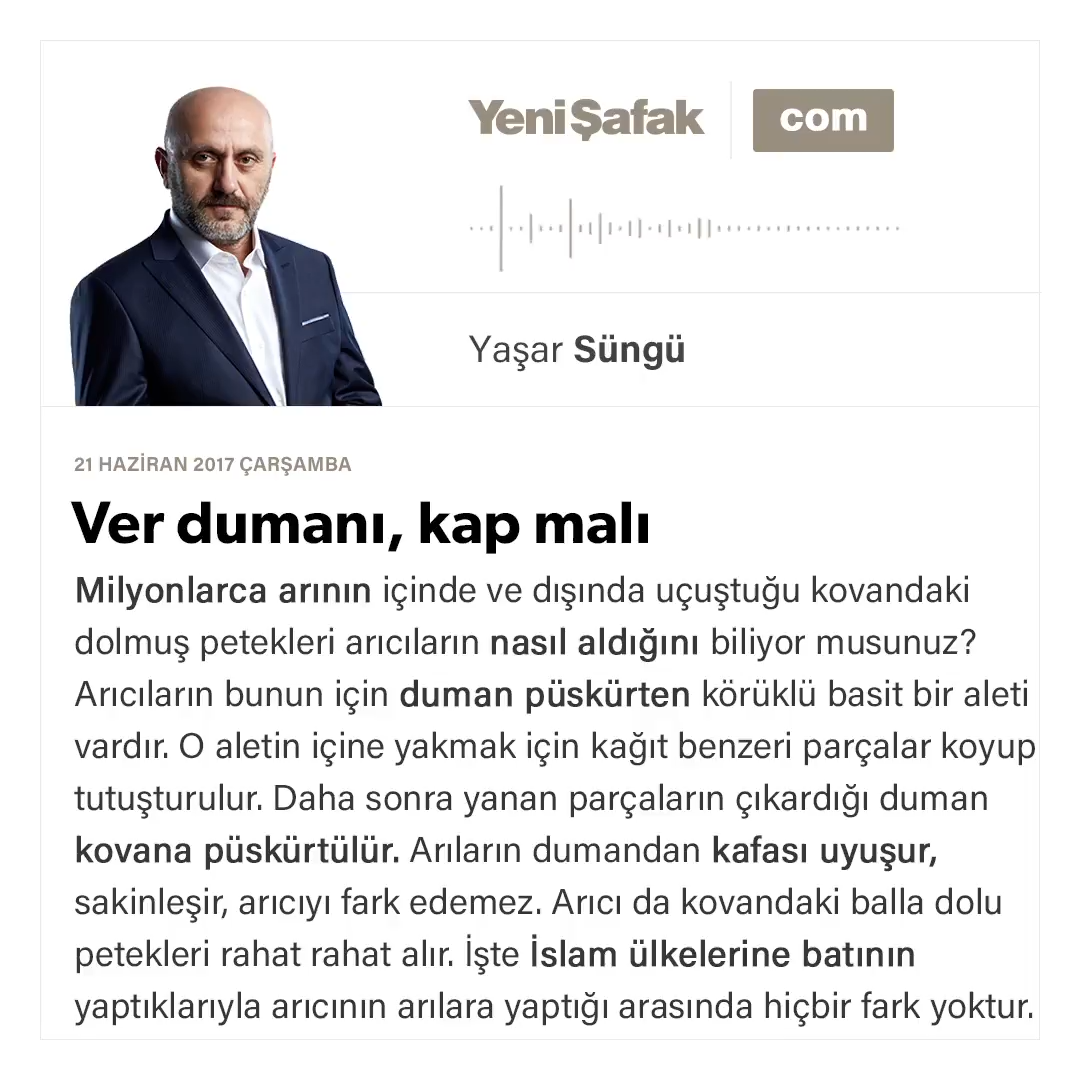 YeniŞafak
com
Yaşar Süngü
21 HAZİRAN 2017 ÇARŞAMBA
Ver dumanı, kap malı
Milyonlarca arının içinde ve dışında uçuştuğu kovandaki
dolmuş petekleri arıcıların nasıl aldığını biliyor musunuz?
Arıcıların bunun için duman püskürten körüklü basit bir aleti
vardır. O aletin içine yakmak için kağıt benzeri parçalar koyup
tutuşturulur. Daha sonra yanan parçaların çıkardığı duman
kovana püskürtülür. Arıların dumandan kafası uyuşur,
sakinleşir, arıcıyı fark edemez. Arıcı da kovandaki balla dolu
petekleri rahat rahat alır. İşte İslam ülkelerine batının
yaptıklarıyla arıcının arılara yaptığı arasında hiçbir fark yoktur.